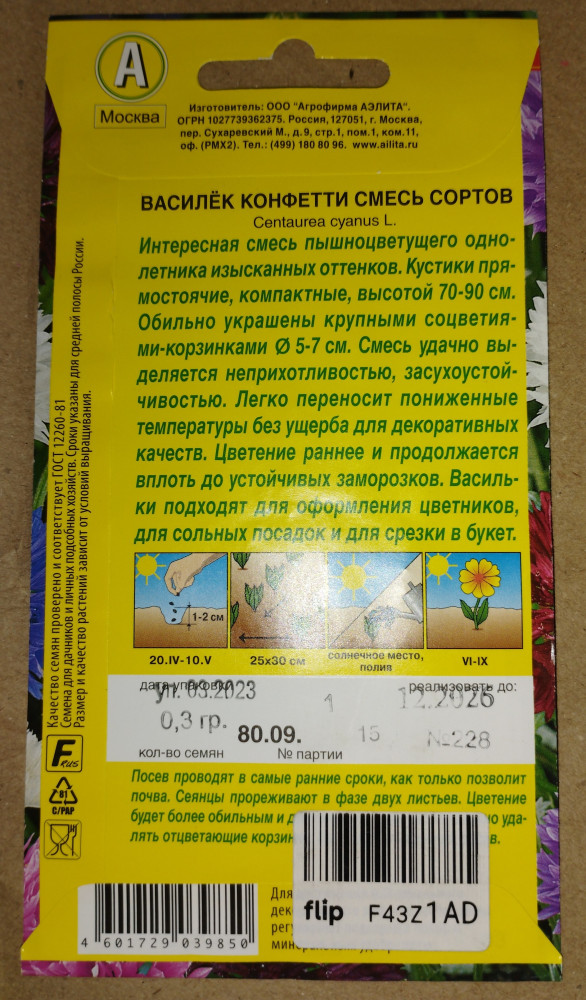 А
Москва
Изготовитель: ООО "Агрофирма АЭЛИТА".
ОГРН 1027739362375. Россия, 127051, г. Москва,
пер. Сухаревский М., д.9, стр.1, пом.1, ком.11,
оф. (РМХ2). Тел.: (499) 180 80 96. www.ailita.ru
ВАСИЛЁК КОНФЕТТИ СМЕСЬ СОРТОВ
Centaurea cyanus L.
Интересная смесь пышноцветущего одно-
летника изысканных оттенков. Кустики пря-
мостоячие, компактные, высотой 70-90 см.
Обильно украшены крупными соцветия-
ми-корзинками Ø 5-7 см. Смесь удачно вы-
деляется неприхотливостью, засухоустой-
чивостью. Легко переносит пониженные
температуры без ущерба для декоративных
качеств. Цветение раннее и продолжается
вплоть до устойчивых заморозков. Василь-
ки подходят для оформления цветников,
для сольных посадок и для срезки в букет.
Качество семян проверено и соответствует ГОСТ 12260-81
Семена для дачников и личных подсобных хозяйств. Сроки указаны для средней полосы России.
Размер и качество растений зависит от условий выращивания.
1-2 см
20.IV-10.V
25х30 см
солнечное место,
полив
VI-IX
дата упаковки
реализовать до:
уп. 03.2023
1
12.2026
0,3 гр.
80.09.
15
№228
кол-во семян
№ партии
F RUS
81
C/PAP
Посев проводят в самые ранние сроки, как только позволит
почва. Сеянцы прореживают в фазе двух листьев. Цветение
будет более обильным и
уда-
лять отцветающие корзин
Для
дек
рег
4 601729 039850
flip F43Z1AD